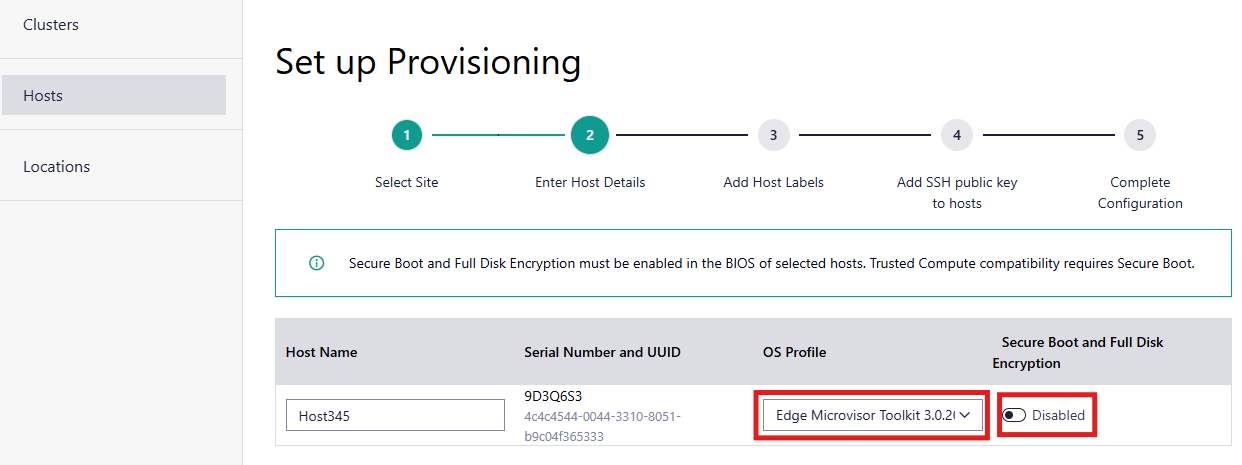 Clusters
Hosts
Locations
Set up Provisioning
1
2
3
4
5
Select Site
Enter Host Details
Add Host Labels
Add SSH public key
to hosts
Complete
Configuration
Secure Boot and Full Disk Encryption must be enabled in the BIOS of selected hosts. Trusted Compute compatibility requires Secure Boot.
Host Name
Serial Number and UUID
OS Profile
Secure Boot and Full Disk
Encryption
Host345
9D3Q6S3
4c4c4544-0044-3310-8051-
b9c04f365333
Edge Microvisor Toolkit 3.0.20
Disabled